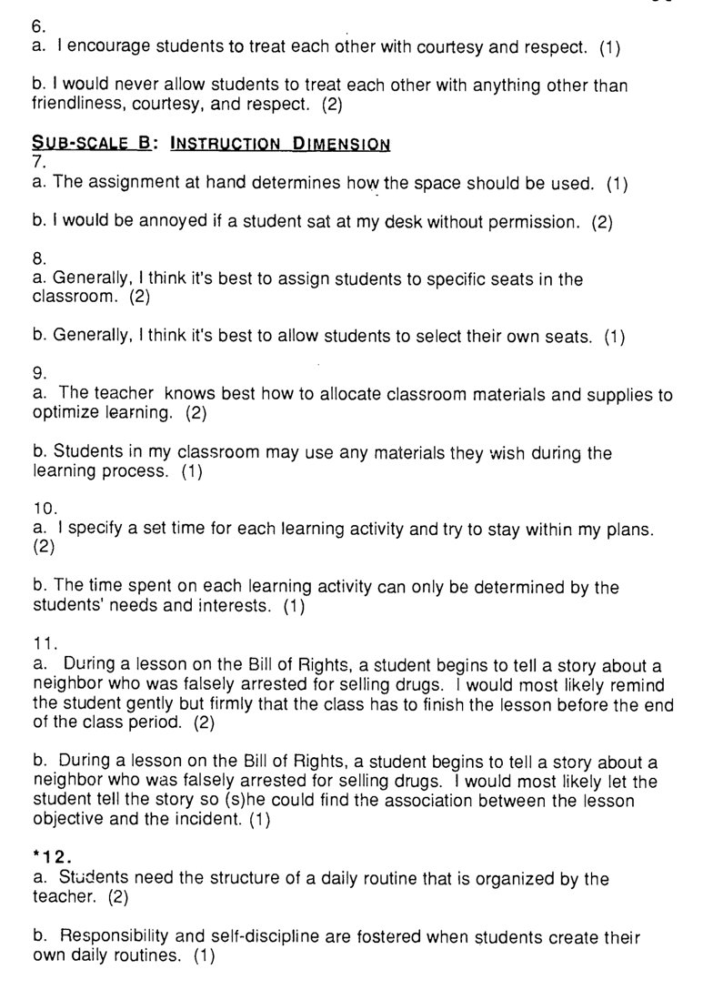 6.
a. I encourage students to treat each other with courtesy and respect. (1)
b. I would never allow students to treat each other with anything other than
friendliness, courtesy, and respect. (2)
SUB-SCALE B: INSTRUCTION DIMENSION
7.
a. The assignment at hand determines how the space should be used. (1)
b. I would be annoyed if a student sat at my desk without permission. (2)
8.
a. Generally, I think it's best to assign students to specific seats in the
classroom. (2)
b. Generally, I think it's best to allow students to select their own seats. (1)
9.
a. The teacher knows best how to allocate classroom materials and supplies to
optimize learning. (2)
b. Students in my classroom may use any materials they wish during the
learning process. (1)
10.
a. I specify a set time for each learning activity and try to stay within my plans.
(2)
b. The time spent on each learning activity can only be determined by the
students' needs and interests. (1)
11.
a. During a lesson on the Bill of Rights, a student begins to tell a story about a
neighbor who was falsely arrested for selling drugs. I would most likely remind
the student gently but firmly that the class has to finish the lesson before the end
of the class period. (2)
b. During a lesson on the Bill of Rights, a student begins to tell a story about a
neighbor who was falsely arrested for selling drugs. I would most likely let the
student tell the story so (s)he could find the association between the lesson
objective and the incident. (1)
*12.
a. Students need the structure of a daily routine that is organized by the
teacher. (2)
b. Responsibility and self-discipline are fostered when students create their
own daily routines. (1)